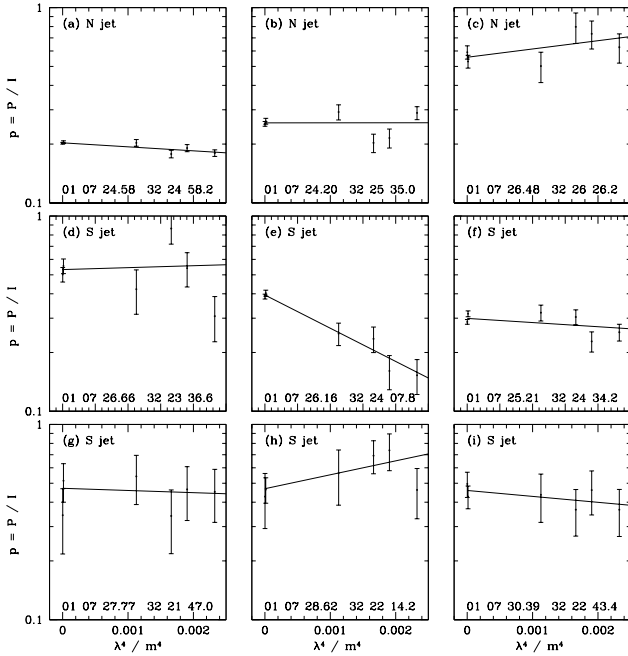 (a) N jet
(b) N jet
(c) N jet
1
p = P / I
0.1
01 07 24.58 32 24 58.2
01 07 24.20 32 25 35.0
01 07 26.48 32 26 26.2
(d) S jet
(e) S jet
(f) S jet
1
p = P / I
0.1
01 07 26.66 32 23 36.6
01 07 26.16 32 24 07.8
01 07 25.21 32 24 34.2
(g) S jet
(h) S jet
(i) S jet
1
p = P / I
0.1
01 07 27.77 32 21 47.0
01 07 28.62 32 22 14.2
01 07 30.39 32 22 43.4
0 0.001 0.002
0 0.001 0.002
0 0.001 0.002
λ⁴ / m⁴
λ⁴ / m⁴
λ⁴ / m⁴